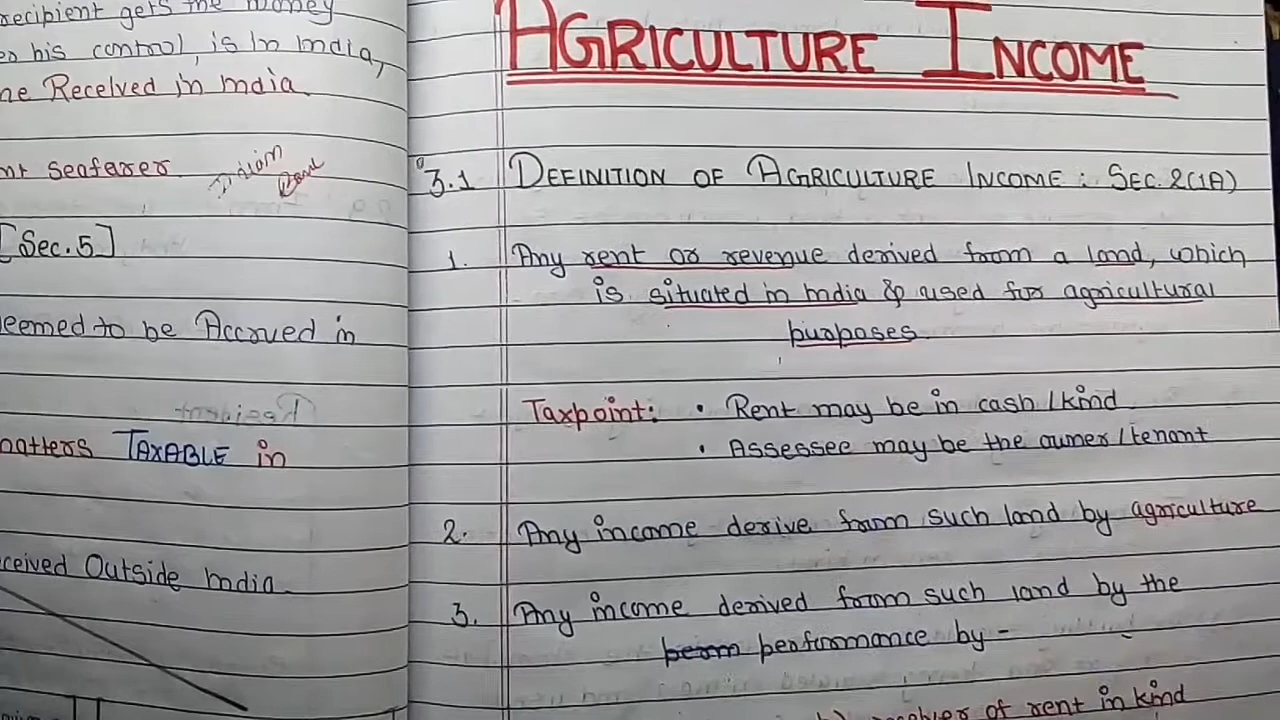 recipient gets the money
his control, is in India,
Received in India
seafarer
Indian
[Sec.5]
eemed to be Accrued in
TAXABLE in
ceived Outside India
AGRICULTURE INCOME
3.1 DEFINITION OF AGRICULTURE INCOME: SEC. 2(1A)
1. Any rent or revenue derived from a land, which
is situated in India & used for agricultural
purposes
Taxpoint: • Rent may be in cash/kind
• Assessee may be the owner/tenant
2. Any income derive from such land by agriculture
3. Any income derived from such land by the
performance by -
of rent in kind